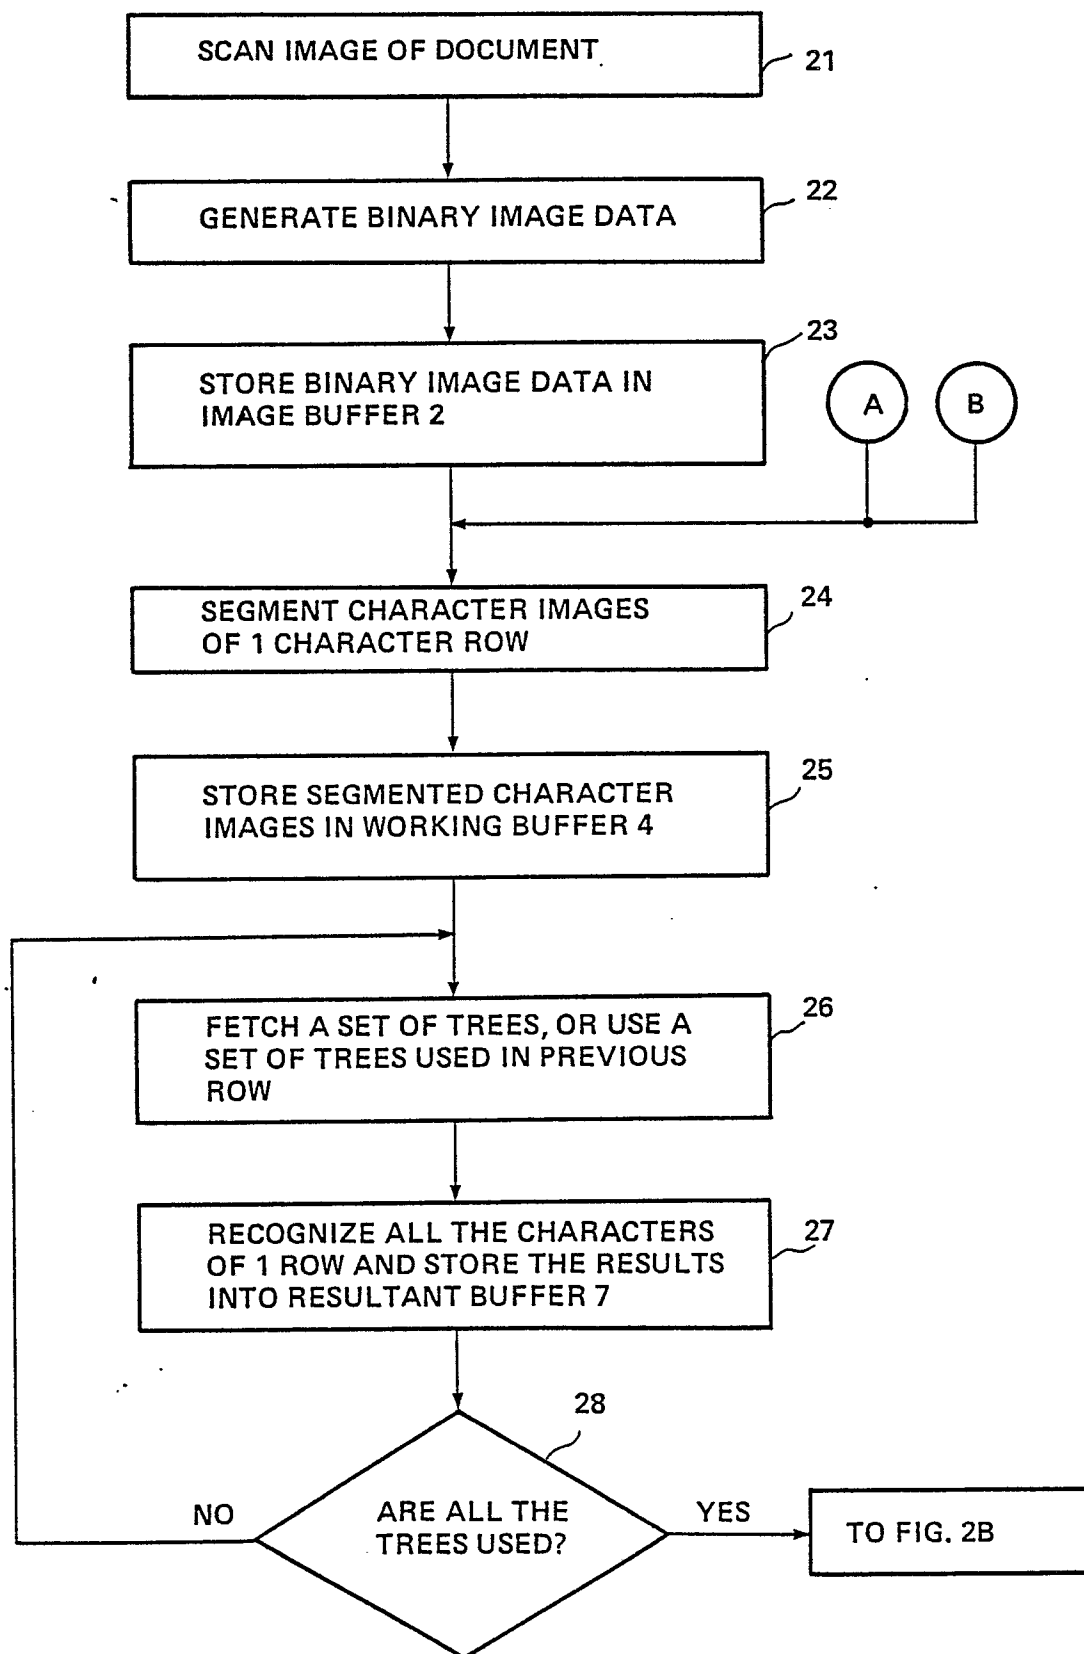 SCAN IMAGE OF DOCUMENT
21
GENERATE BINARY IMAGE DATA
22
23
STORE BINARY IMAGE DATA IN
IMAGE BUFFER 2
A
B
24
SEGMENT CHARACTER IMAGES
OF 1 CHARACTER ROW
25
STORE SEGMENTED CHARACTER
IMAGES IN WORKING BUFFER 4
26
FETCH A SET OF TREES, OR USE A
SET OF TREES USED IN PREVIOUS
ROW
27
RECOGNIZE ALL THE CHARACTERS
OF 1 ROW AND STORE THE RESULTS
INTO RESULTANT BUFFER 7
28
NO
ARE ALL THE
TREES USED?
YES
TO FIG. 2B